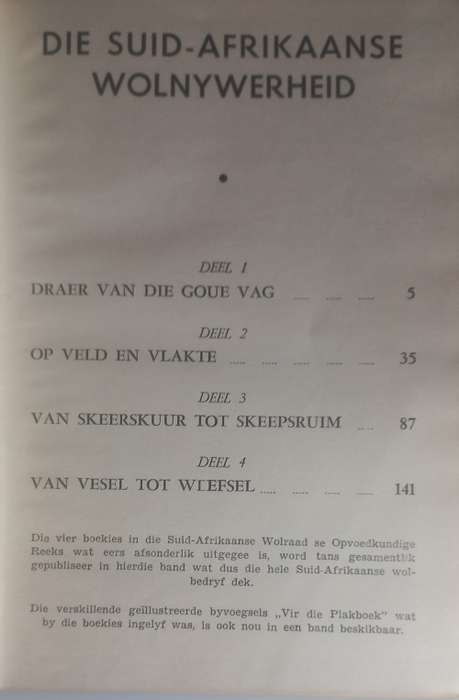 DIE SUID-AFRIKAANSE
WOLNYWERHEID
•
DEEL 1
DRAER VAN DIE GOUE VAG ..... ..... ..... 5
DEEL 2
OP VELD EN VLAKTE ..... ..... ..... ..... ..... 35
DEEL 3
VAN SKEERSKUUR TOT SKEEPSRUIM ..... 87
DEEL 4
VAN VESEL TOT WEEFSEL ..... ..... ..... ..... 141
Die vier boekies in die Suid-Afrikaanse Wolraad se Opvoedkundige
Reeks wat eers afsonderlik uitgegee is, word tans gesamentlik
gepubliseer in hierdie band wat dus die hele Suid-Afrikaanse wol-
bedryf dek.
Die verskillende geïllustreerde byvoegsels „Vir die Plakboek" wat
by die boekies ingelyf was, is ook nou in een band beskikbaar.